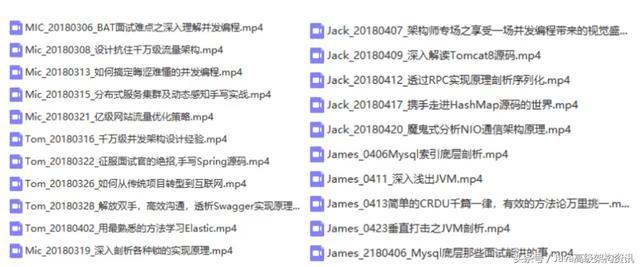 MIC_20180306_BAT面试难点之深入理解并发编程.mp4
Mic_20180308_设计抗住千万级流量架构.mp4
Mic_20180313_如何搞定晦涩难懂的并发编程.mp4
Mic_20180315_分布式服务集群及动态感知手写实战.mp4
Mic_20180321_亿级网站流量优化策略.mp4
Tom_20180316_千万级并发架构设计经验.mp4
Tom_20180322_征服面试官的绝招,手写Spring源码.mp4
Tom_20180326_如何从传统项目转型到互联网.mp4
Tom_20180328_解放双手，高效沟通，透析Swagger实现原理...
Tom_20180402_用最熟悉的方法学习Elastic.mp4
Mic_20180319_深入剖析各种锁的实现原理.mp4
Jack_20180407_架构师专场之享受一场并发编程带来的视觉盛...
Jack_20180409_深入解读Tomcat8源码.mp4
Jack_20180412_透过RPC实现原理剖析序列化.mp4
Jack_20180417_携手走进HashMap源码的世界.mp4
Jack_20180420_魔鬼式分析NIO通信架构原理.mp4
James_0406Mysql索引底层剖析.mp4
James_0411_深入浅出JVM.mp4
James_0413简单的CRDU千篇一律，有效的方法论万里挑一.m...
James_0423垂直打击之JVM剖析.mp4
James_2180406_Mysql底层那些面试能讲的事.mp4
头条号／Java高级架构资讯